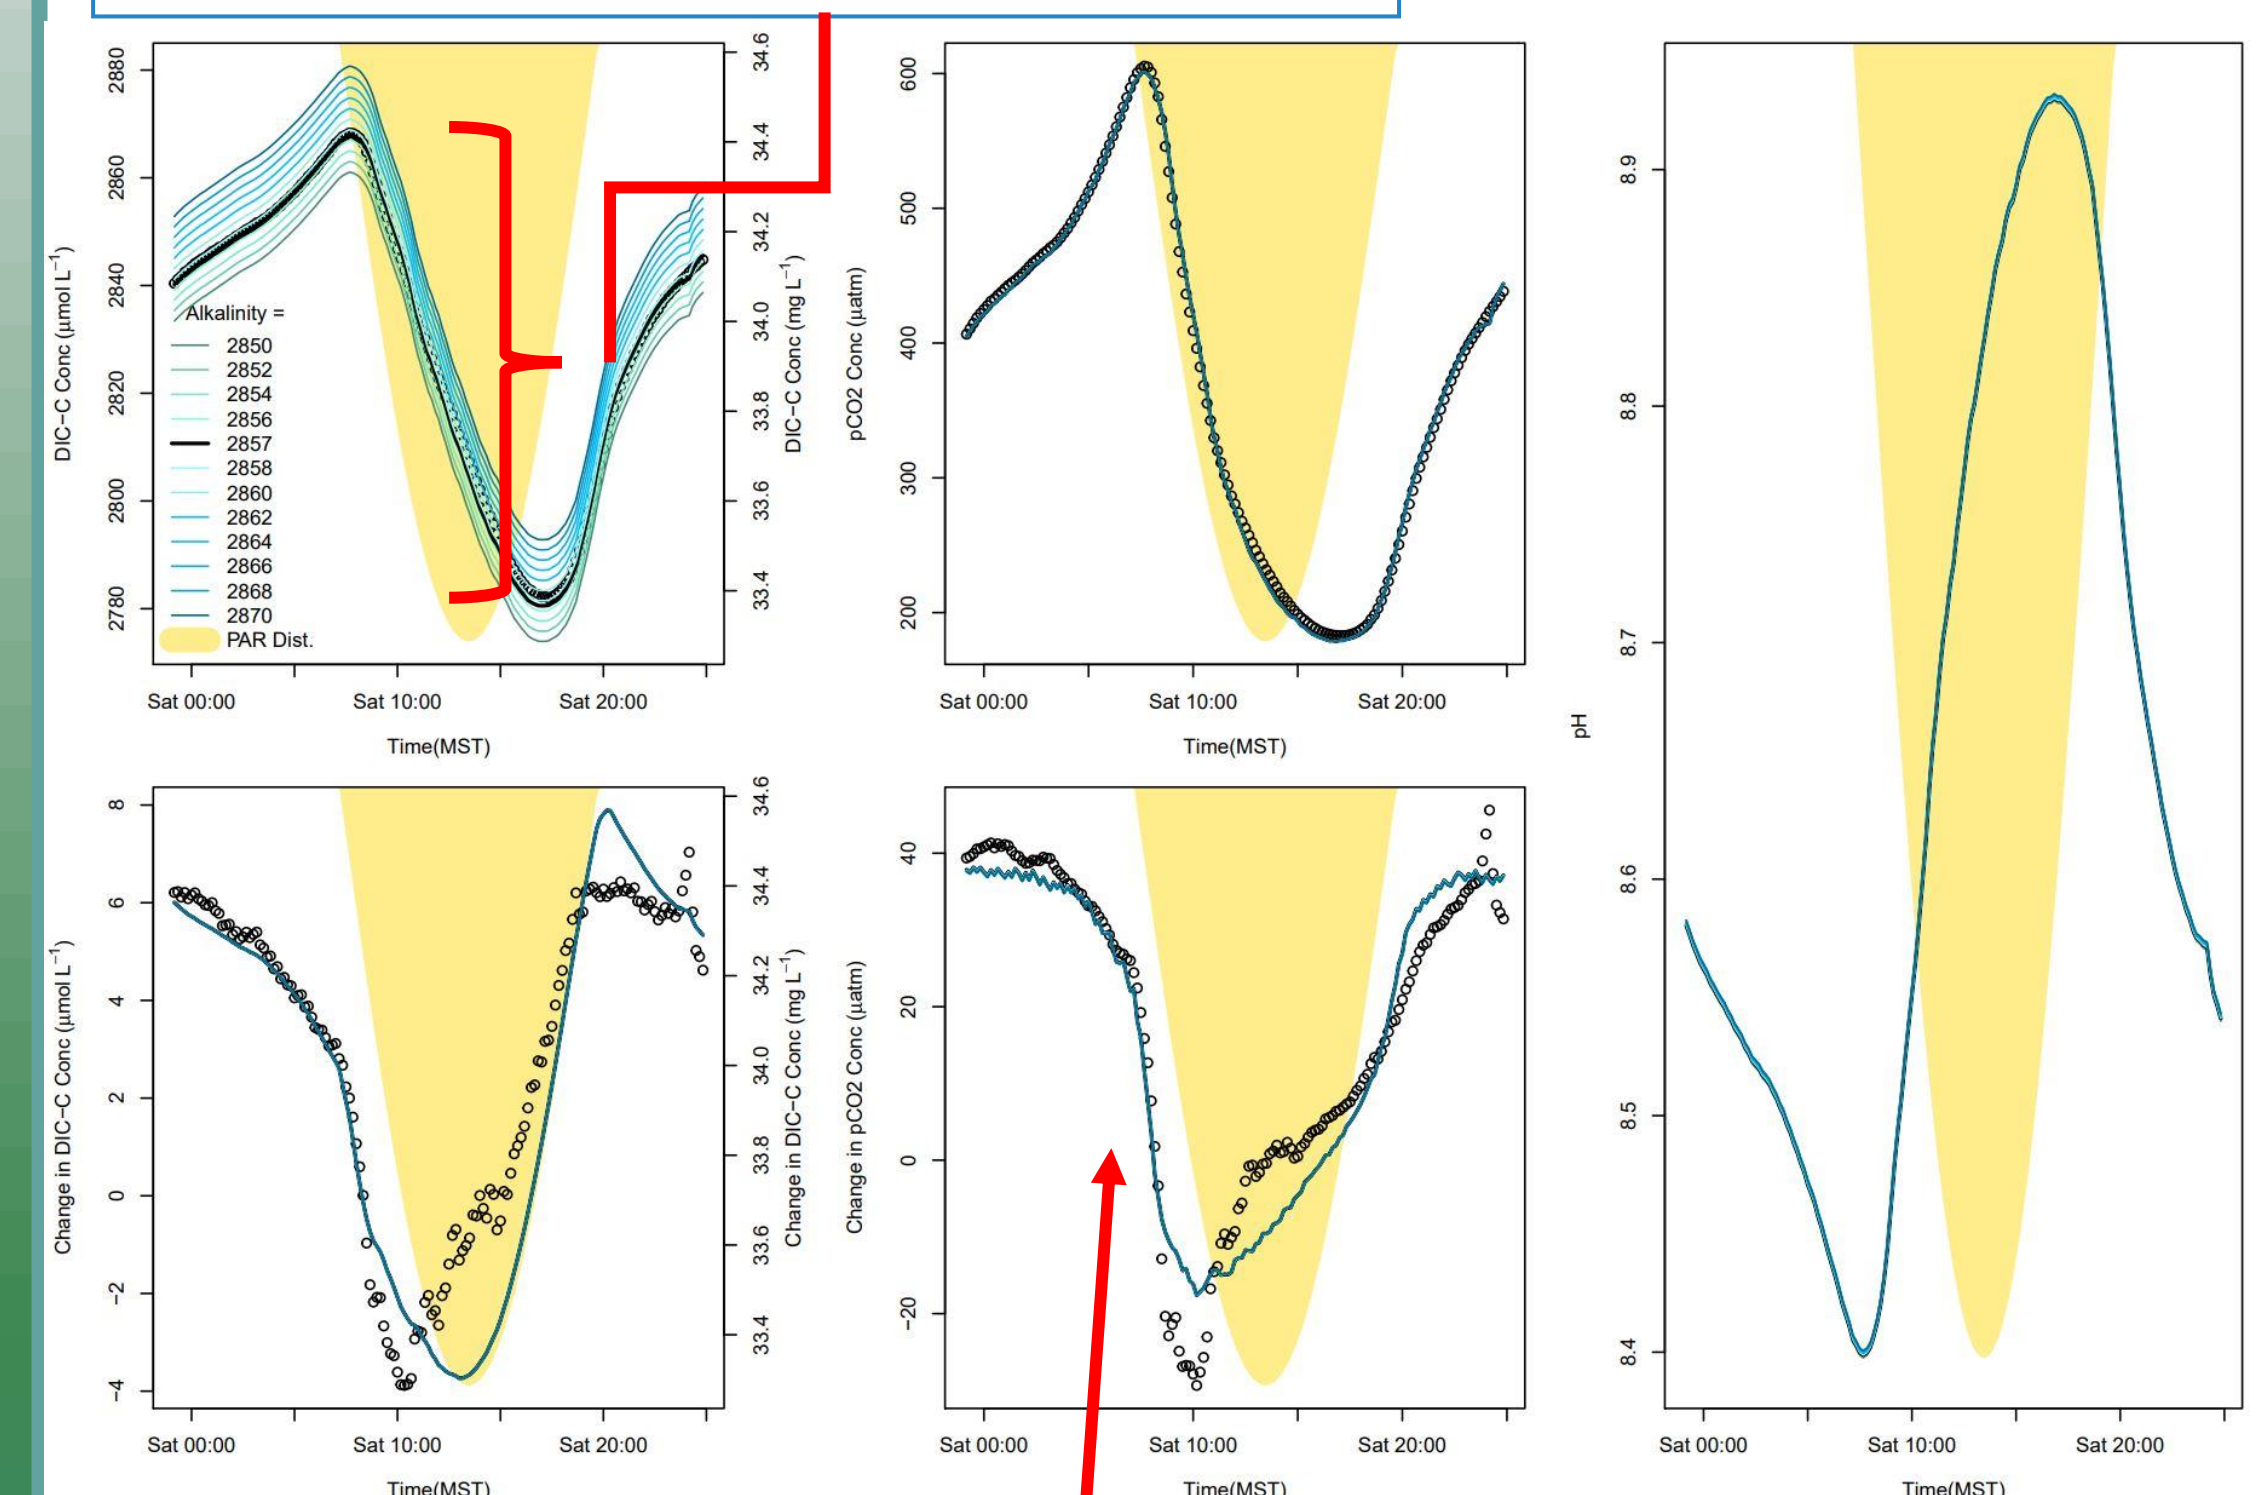 2880
2860
2840
2820
2800
2780
DIC−C Conc (µmol L−1)
34.6
34.4
34.2
34.0
33.8
33.6
33.4
DIC−C Conc (mg L−1)
Alkalinity =
2850
2852
2854
2856
2857
2858
2860
2862
2864
2866
2868
2870
PAR Dist.
Sat 00:00 Sat 10:00 Sat 20:00
Time(MST)
600
500
400
300
200
pCO2 Conc (µatm)
Sat 00:00 Sat 10:00 Sat 20:00
Time(MST)
8
6
4
2
0
−2
−4
Change in DIC−C Conc (µmol L−1)
34.6
34.4
34.2
34.0
33.8
33.6
33.4
Change in DIC−C Conc (mg L−1)
Sat 00:00 Sat 10:00 Sat 20:00
Time(MST)
40
20
0
−20
Change in pCO2 Conc (µatm)
Sat 00:00 Sat 10:00 Sat 20:00
Time(MST)
8.9
8.8
8.7
8.6
8.5
8.4
pH
Sat 00:00 Sat 10:00 Sat 20:00
Time(MST)